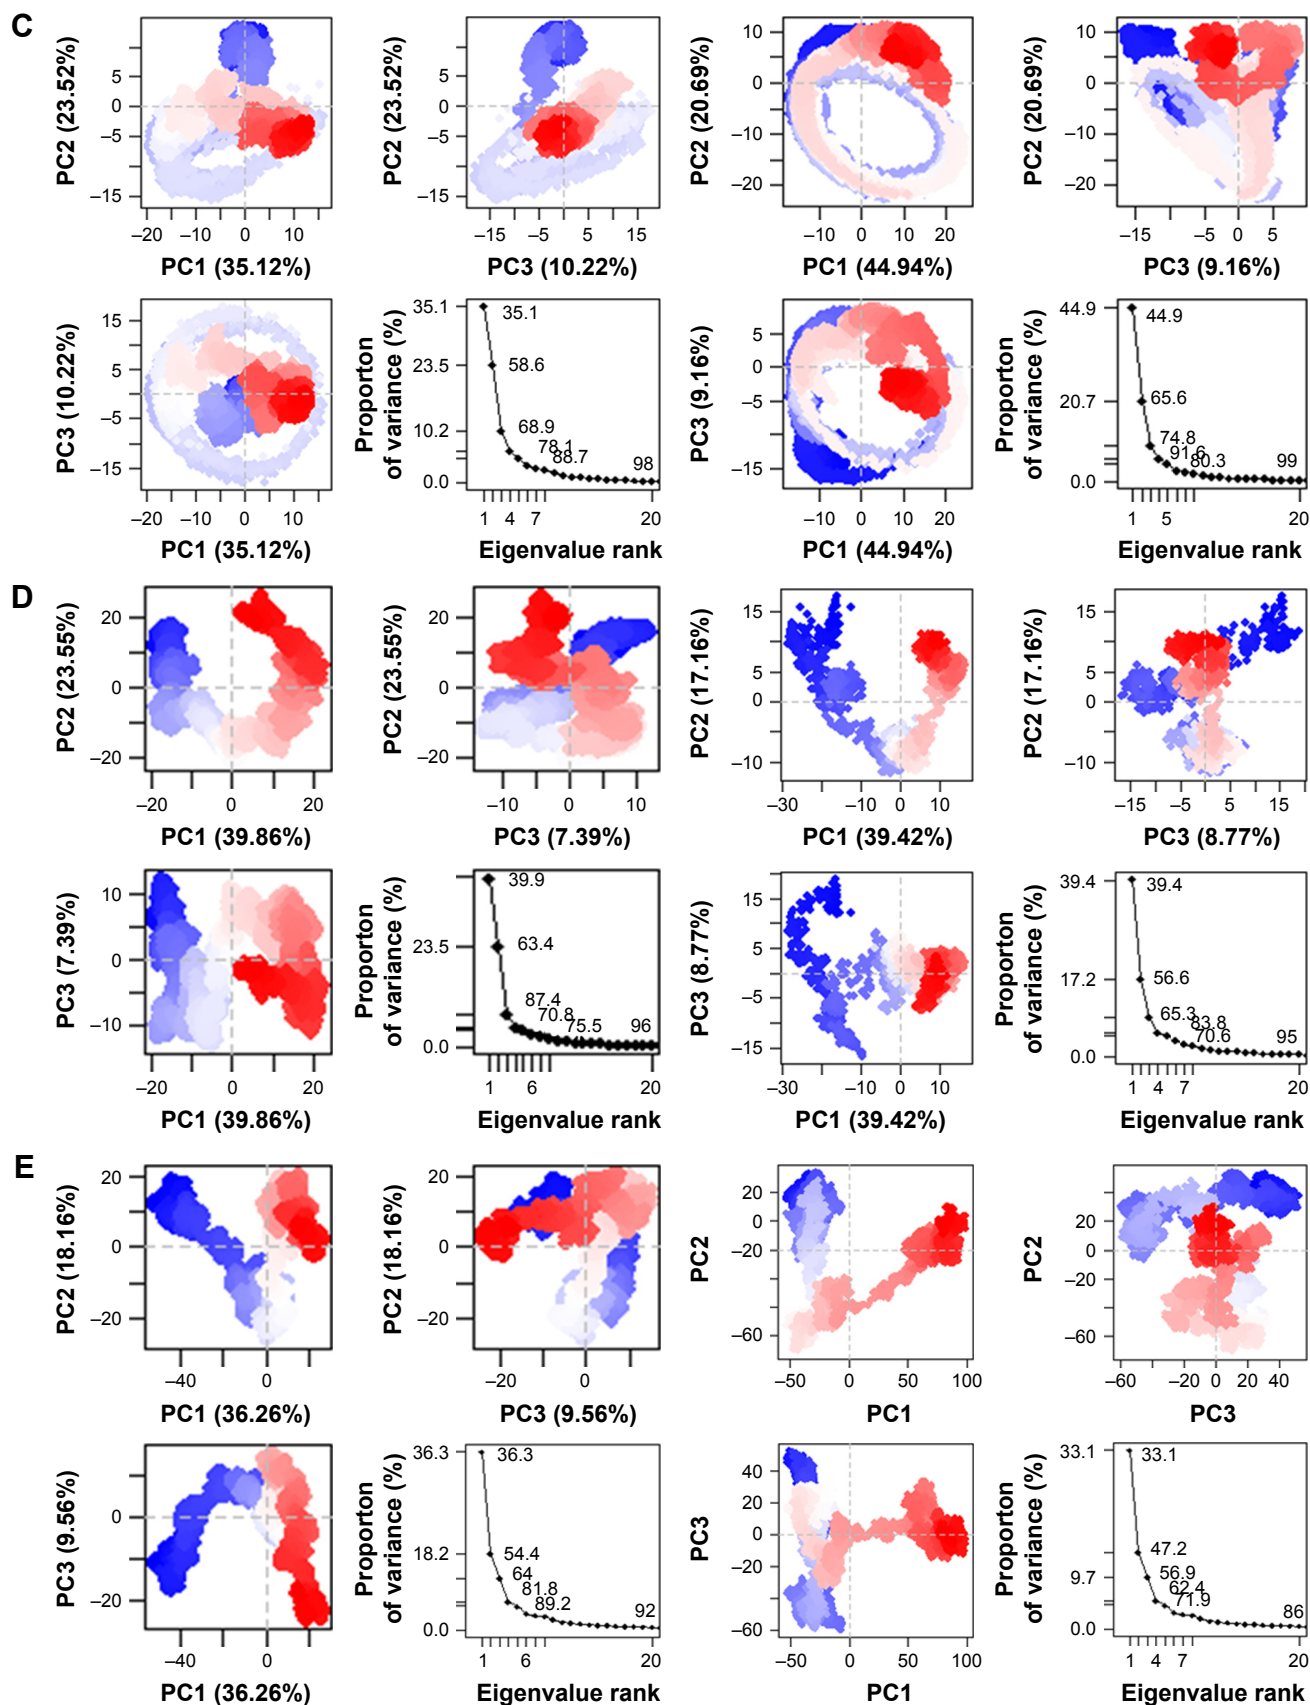 C
PC2 (23.52%)
5
0
–5
–15
–20 –10 0 10
PC1 (35.12%)
PC2 (23.52%)
5
0
–5
–15
–15 –5 5 15
PC3 (10.22%)
PC2 (20.69%)
10
0
–10
–20
–10 0 10 20
PC1 (44.94%)
PC2 (20.69%)
10
0
–10
–20
–15 –5 0 5
PC3 (9.16%)
PC3 (10.22%)
15
5
–5
–15
–20 –10 0 10
PC1 (35.12%)
Proporton
of variance (%)
35.1
23.5
10.2
0.0
35.1
58.6
68.9
78.1
88.7
98
1 4 7 20
Eigenvalue rank
PC3 (9.16%)
5
0
–5
–15
–10 0 10 20
PC1 (44.94%)
Proporton
of variance (%)
44.9
20.7
0.0
44.9
65.6
74.8
91.6
80.3
99
1 5 20
Eigenvalue rank
D
PC2 (23.55%)
20
0
–20
–20 0 20
PC1 (39.86%)
PC2 (23.55%)
20
0
–20
–10 0 10
PC3 (7.39%)
PC2 (17.16%)
15
5
0
–10
–30 –10 0 10
PC1 (39.42%)
PC2 (17.16%)
15
5
0
–10
–15 –5 5 15
PC3 (8.77%)
PC3 (7.39%)
10
0
–10
–20 0 20
PC1 (39.86%)
Proporton
of variance (%)
23.5
0.0
39.9
63.4
87.4
70.8
75.5
96
1 6 20
Eigenvalue rank
PC3 (8.77%)
15
5
–5
–15
–30 –10 0 10
PC1 (39.42%)
Proporton
of variance (%)
39.4
17.2
0.0
39.4
56.6
65.3
83.8
70.6
95
1 4 7 20
Eigenvalue rank
E
PC2 (18.16%)
20
0
–20
–40 0
PC1 (36.26%)
PC2 (18.16%)
20
0
–20
–20 0
PC3 (9.56%)
PC2
20
0
–20
–60
–50 0 50 100
PC1
PC2
20
0
–20
–60
–60 –20 0 20 40
PC3
PC3 (9.56%)
0
–20
–40 0
PC1 (36.26%)
Proporton
of variance (%)
36.3
18.2
0.0
36.3
54.4
64
81.8
89.2
92
1 6 20
Eigenvalue rank
PC3
40
20
0
–20
–60
–50 0 50 100
PC1
Proporton
of variance (%)
33.1
9.7
0.0
33.1
47.2
56.9
62.4
71.9
86
1 4 7 20
Eigenvalue rank